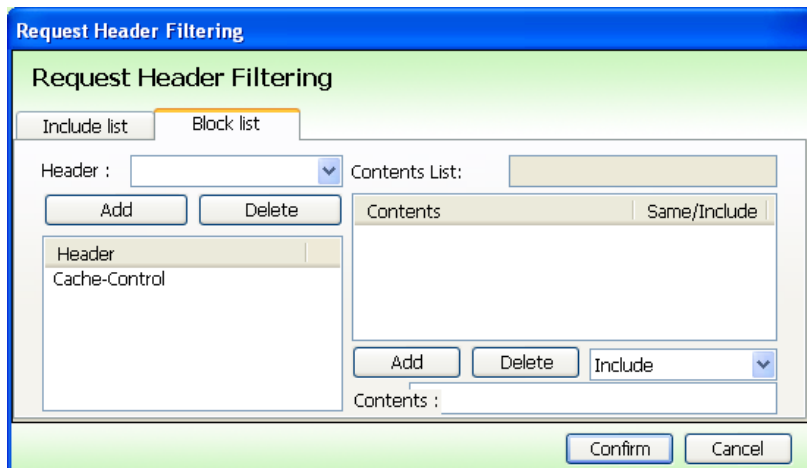 Request Header Filtering
Request Header Filtering
Include list Block list
Header : Contents List:
Add Delete
Contents Same/Include
Header
Cache-Control
Add Delete Include
Contents :
Confirm Cancel